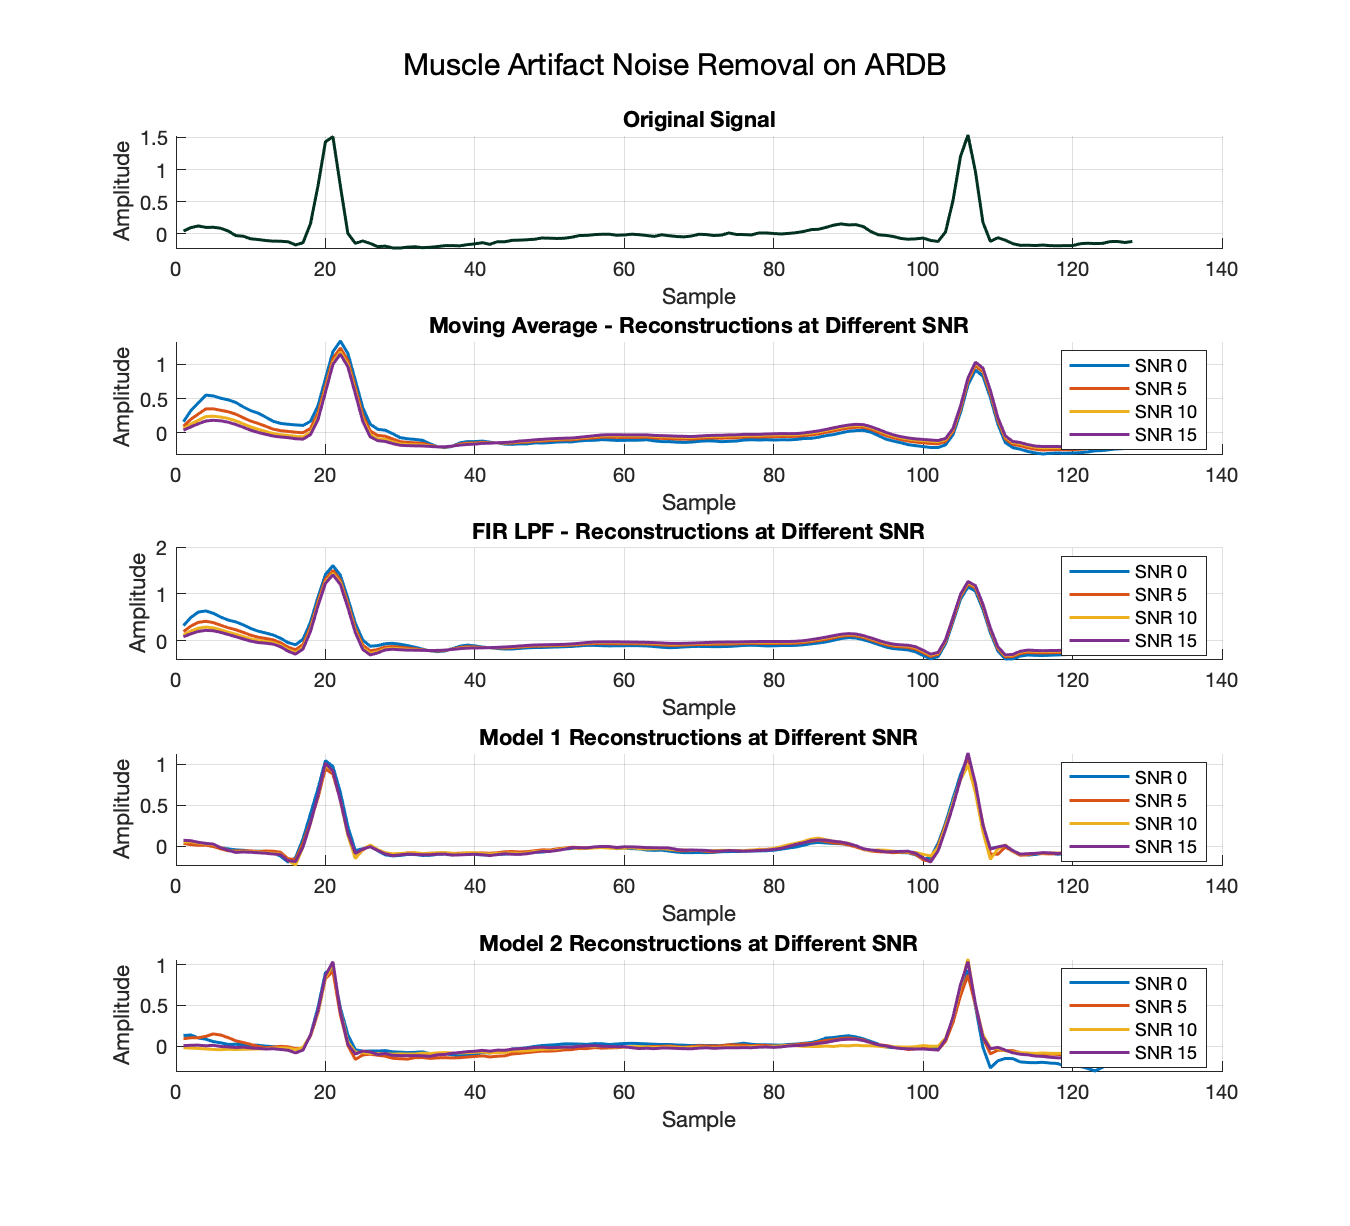 Muscle Artifact Noise Removal on ARDB
Original Signal
Amplitude
1.5
1
0.5
0
0 20 40 60 80 100 120 140
Sample
Moving Average - Reconstructions at Different SNR
Amplitude
1
0.5
0
SNR 0
SNR 5
SNR 10
SNR 15
0 20 40 60 80 100 120 140
Sample
FIR LPF - Reconstructions at Different SNR
Amplitude
2
1
0
SNR 0
SNR 5
SNR 10
SNR 15
0 20 40 60 80 100 120 140
Sample
Model 1 Reconstructions at Different SNR
Amplitude
1
0.5
0
SNR 0
SNR 5
SNR 10
SNR 15
0 20 40 60 80 100 120 140
Sample
Model 2 Reconstructions at Different SNR
Amplitude
1
0.5
0
SNR 0
SNR 5
SNR 10
SNR 15
0 20 40 60 80 100 120 140
Sample